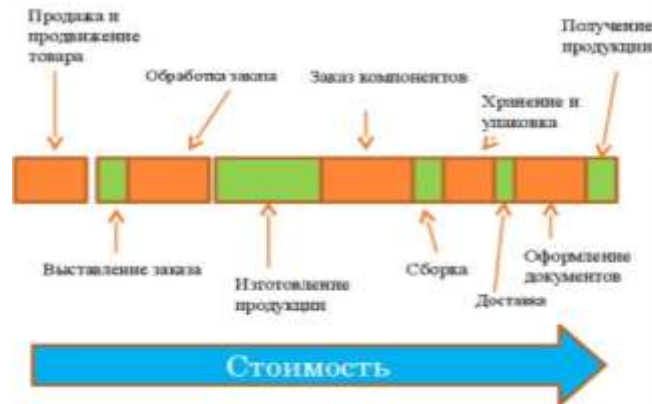 Продажа и
продвижение
товара
Получение
продукции
Обработка заказа
Заказ компонентов
Хранение и
упаковка
Выставление заказа
Изготовление
продукции
Сборка
Доставка
Оформление
документов
Стоимость